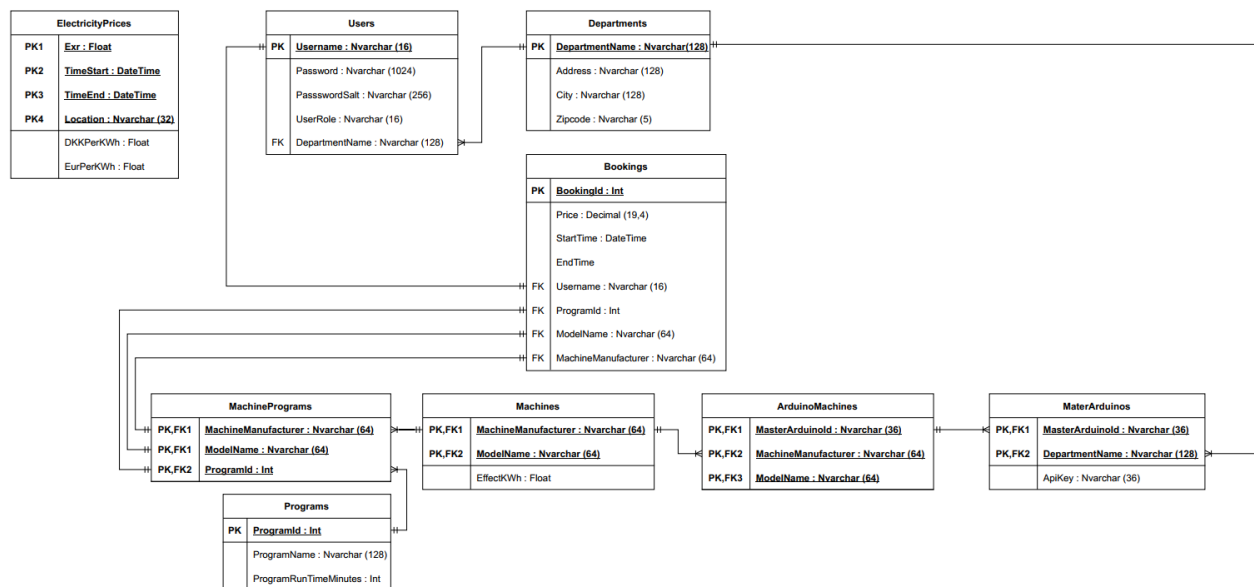 ElectricityPrices
PK1 Exr : Float
PK2 TimeStart : DateTime
PK3 TimeEnd : DateTime
PK4 Location : Nvarchar (32)
DKKPerKWh : Float
EurPerKWh : Float
Users
PK Username : Nvarchar (16)
Password : Nvarchar (1024)
PassswordSalt : Nvarchar (256)
UserRole : Nvarchar (16)
FK DepartmentName : Nvarchar (128)
Departments
PK DepartmentName : Nvarchar(128)
Address : Nvarchar (128)
City : Nvarchar (128)
Zipcode : Nvarchar (5)
Bookings
PK BookingId : Int
Price : Decimal (19,4)
StartTime : DateTime
EndTime
FK Username : Nvarchar (16)
FK ProgramId : Int
FK ModelName : Nvarchar (64)
FK MachineManufacturer : Nvarchar (64)
MachinePrograms
PK,FK1 MachineManufacturer : Nvarchar (64)
PK,FK1 ModelName : Nvarchar (64)
PK,FK2 ProgramId : Int
Machines
PK,FK1 MachineManufacturer : Nvarchar (64)
PK,FK2 ModelName : Nvarchar (64)
EffectKWh : Float
ArduinoMachines
PK,FK1 MasterArduinoId : Nvarchar (36)
PK,FK2 MachineManufacturer : Nvarchar (64)
PK,FK3 ModelName : Nvarchar (64)
MaterArduinos
PK,FK1 MasterArduinoId : Nvarchar (36)
PK,FK2 DepartmentName : Nvarchar (128)
ApiKey : Nvarchar (36)
Programs
PK ProgramId : Int
ProgramName : Nvarchar (128)
ProgramRunTimeMinutes : Int